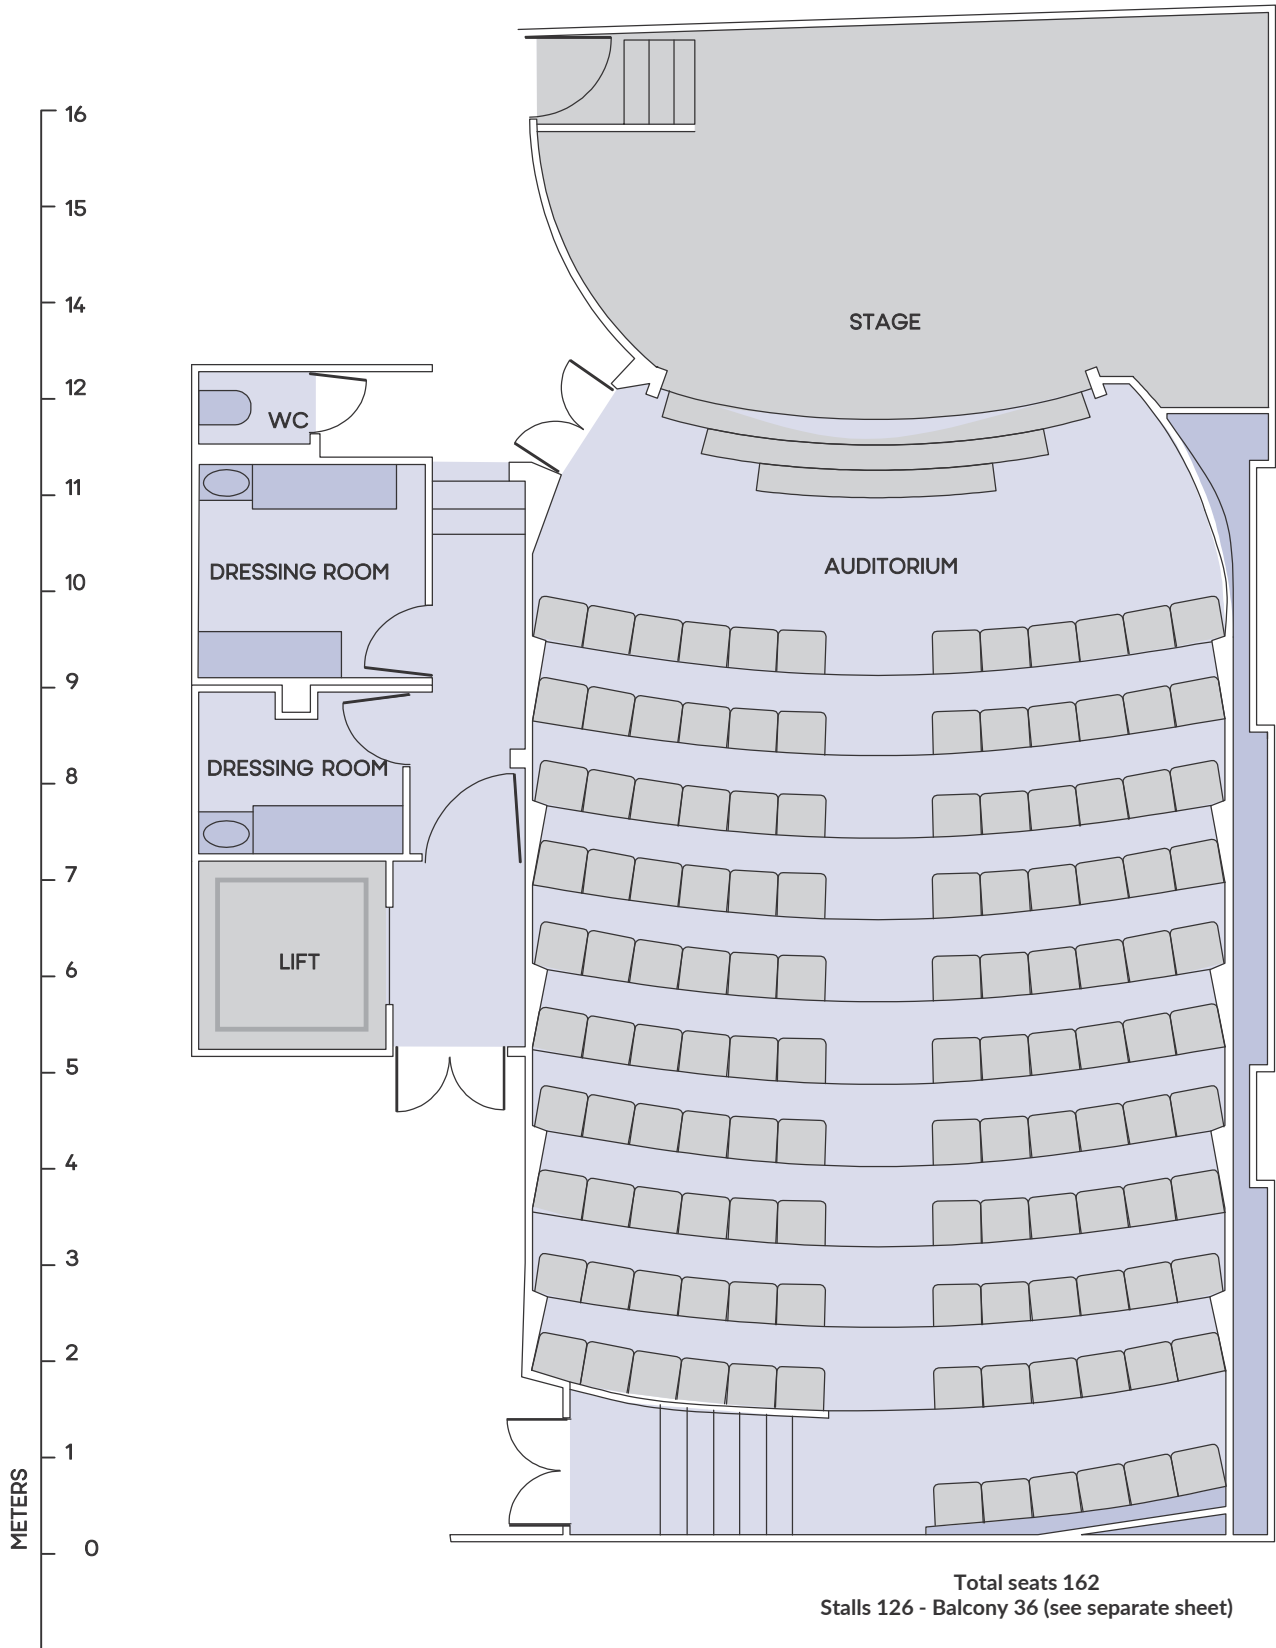 16
15
14
12
11
10
9
8
7
6
5
4
3
2
1
0
METERS
STAGE
WC
DRESSING ROOM
AUDITORIUM
DRESSING ROOM
LIFT
Total seats 162
Stalls 126 - Balcony 36 (see separate sheet)